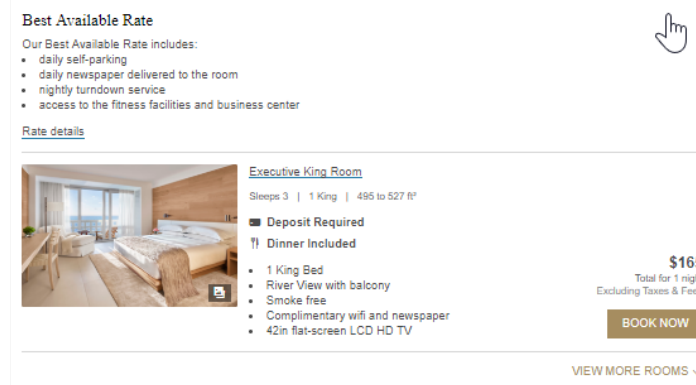 Best Available Rate
Our Best Available Rate includes:
daily self-parking
daily newspaper delivered to the room
nightly turndown service
access to the fitness facilities and business center
Rate details
Executive King Room
Sleeps 3 | 1 King | 495 to 527 ft²
Deposit Required
Dinner Included
1 King Bed
River View with balcony
Smoke free
Complimentary wifi and newspaper
42in flat-screen LCD HD TV
Total for 1
Excluding Taxes &
BOOK NOW
VIEW MORE ROOMS